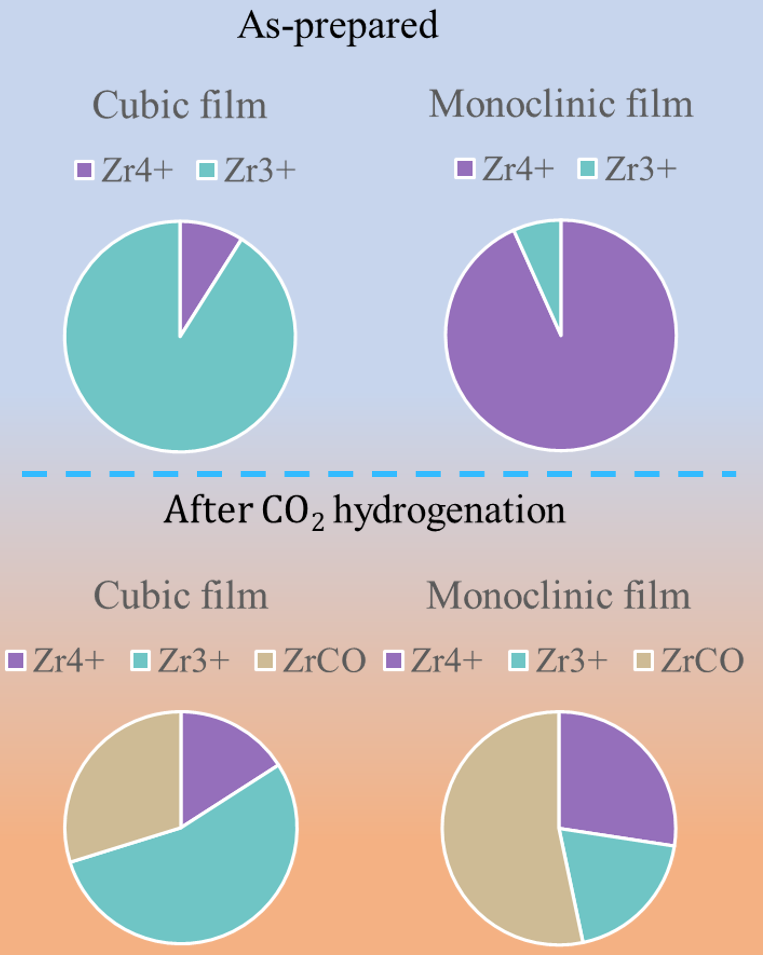 As-prepared
Cubic film
Monoclinic film
Zr4+ Zr3+
Zr4+ Zr3+
After CO₂ hydrogenation
Cubic film
Monoclinic film
Zr4+ Zr3+ ZrCO
Zr4+ Zr3+ ZrCO